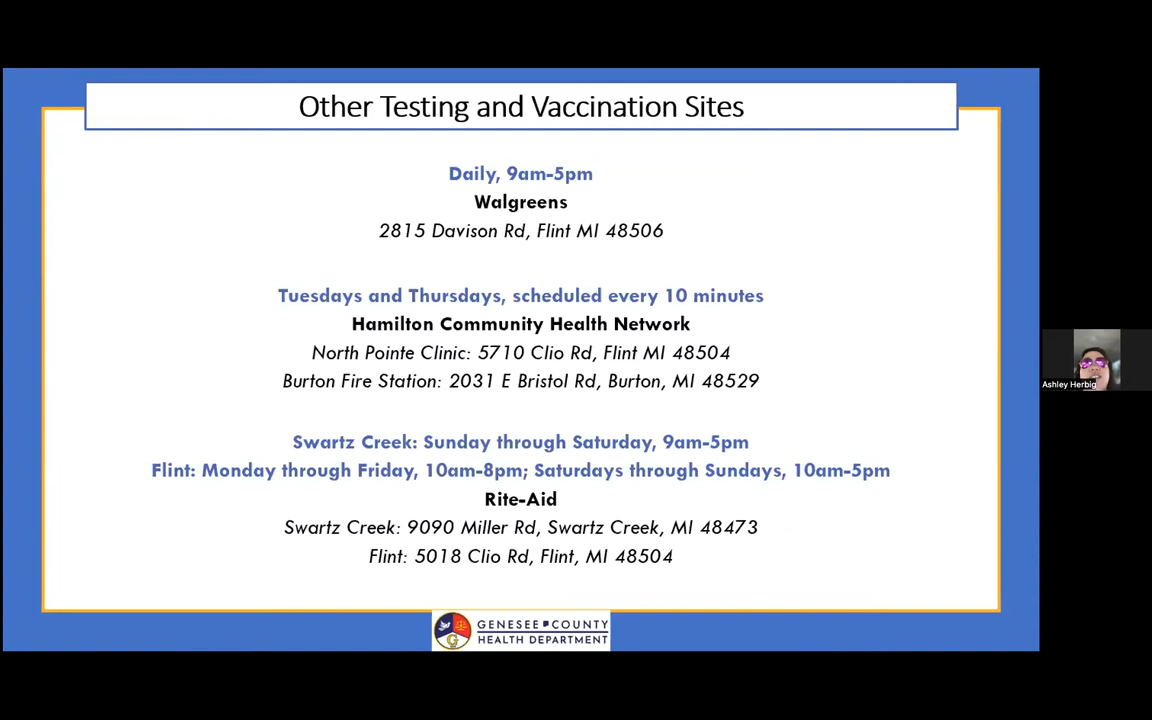 Other Testing and Vaccination Sites
Daily, 9am-5pm
Walgreens
2815 Davison Rd, Flint MI 48506
Tuesdays and Thursdays, scheduled every 10 minutes
Hamilton Community Health Network
North Pointe Clinic: 5710 Clio Rd, Flint MI 48504
Burton Fire Station: 2031 E Bristol Rd, Burton, MI 48529
Ashley Herbig
Swartz Creek: Sunday through Saturday, 9am-5pm
Flint: Monday through Friday, 10am-8pm; Saturdays through Sundays, 10am-5pm
Rite-Aid
Swartz Creek: 9090 Miller Rd, Swartz Creek, MI 48473
Flint: 5018 Clio Rd, Flint, MI 48504
GENESEE COUNTY
HEALTH DEPARTMENT